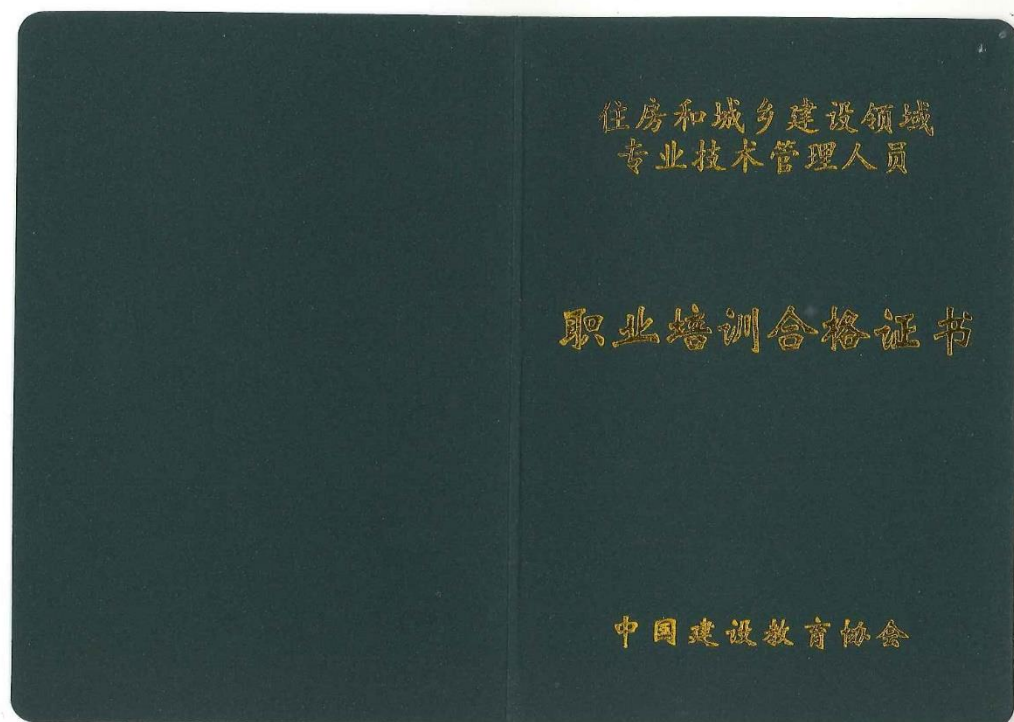 住房和城乡建设领域
专业技术管理人员
职业培训合格证书
中国建设教育协会